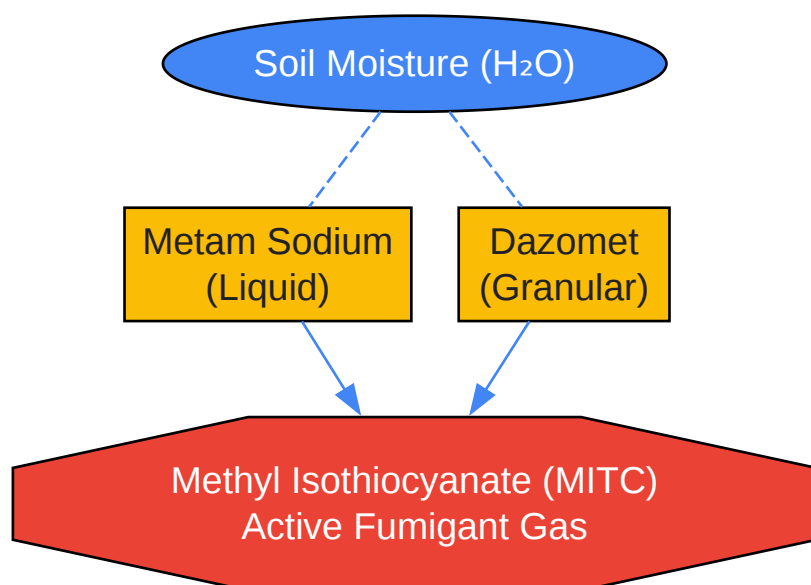 Soil Moisture (H₂O)
Metam Sodium
(Liquid)
Dazomet
(Granular)
Methyl Isothiocyanate (MITC)
Active Fumigant Gas